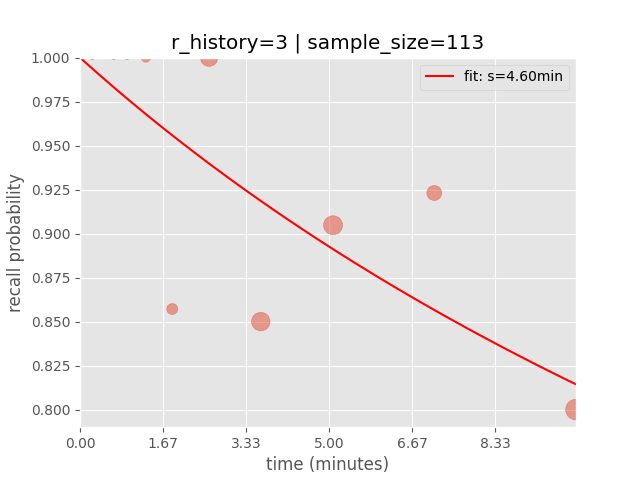 r_history=3 | sample_size=113
fit: s=4.60min
1.000
0.975
0.950
0.925
0.900
0.875
0.850
0.825
0.800
recall probability
0.00 1.67 3.33 5.00 6.67 8.33
time (minutes)